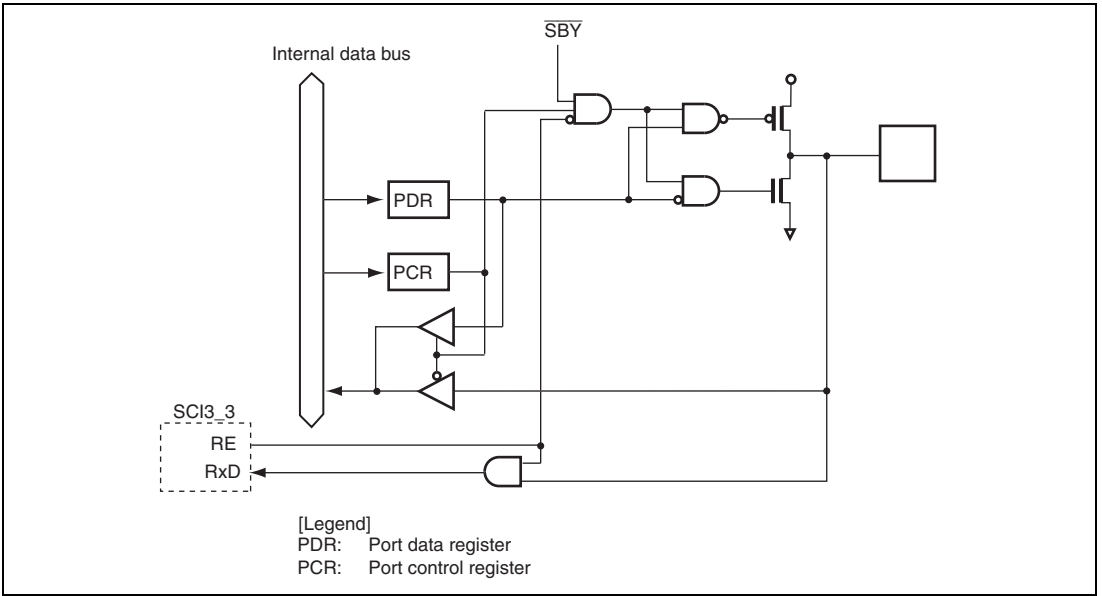 SBY
Internal data bus
PDR
PCR
SCI3_3
RE
RxD
[Legend]
PDR: Port data register
PCR: Port control register